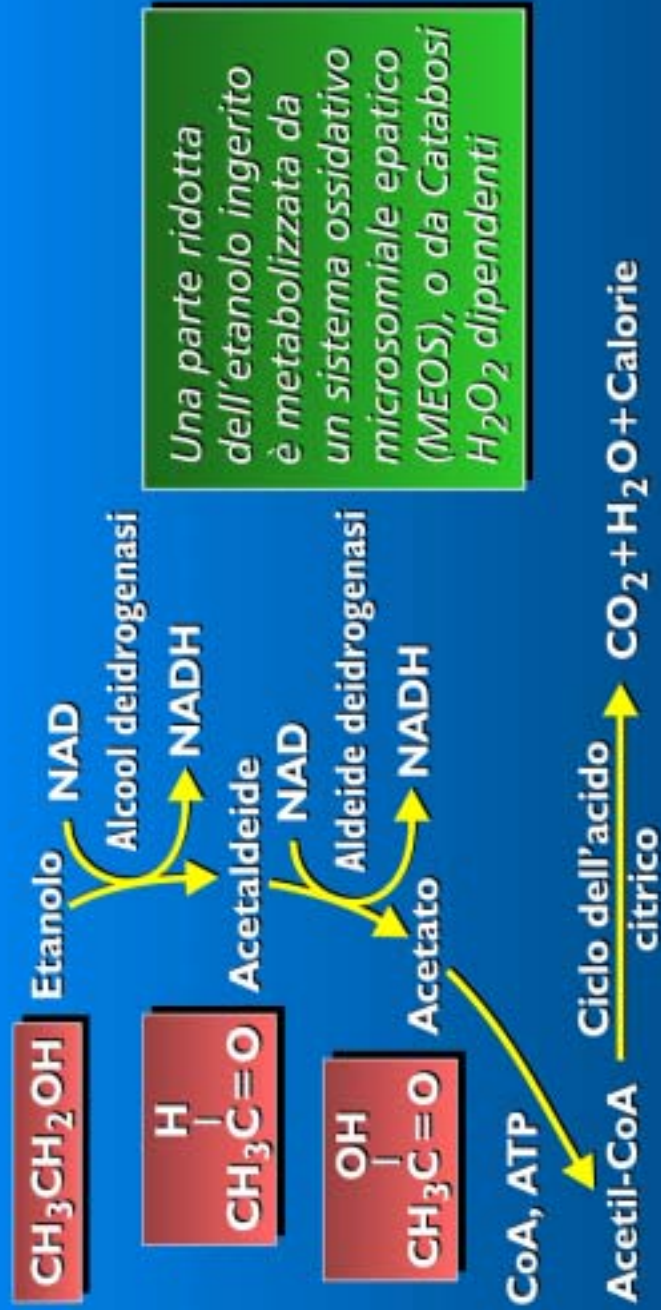 CH₃CH₂OH
Etanolo
NAD
Alcool deidrogenasi
NADH
H
CH₃C=O
Acetaldeide
NAD
Aldeide deidrogenasi
NADH
OH
CH₃C=O
Acetato
CoA, ATP
Acetil-CoA
Ciclo dell'acido
citrico
CO₂+H₂O+Calorie
Una parte ridotta
dell'etanolo ingerito
è metabolizzata da
un sistema ossidativo
microsomiale epatico
(MEOS), o da Catabosi
H₂O₂ dipendenti